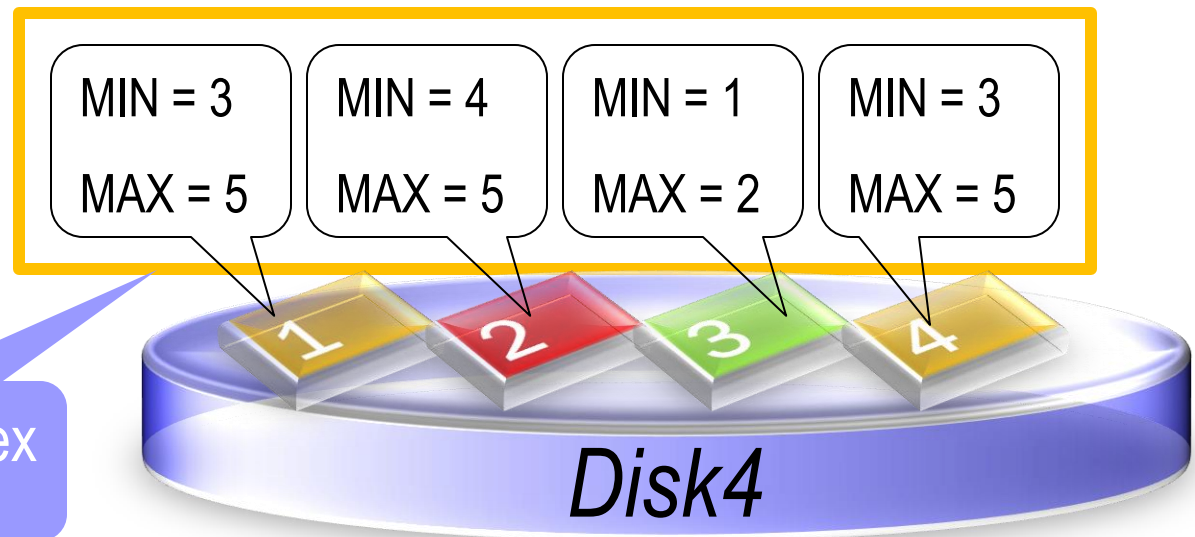 MIN = 3
MAX = 5
MIN = 4
MAX = 5
MIN = 1
MAX = 2
MIN = 3
MAX = 5
1
2
3
4
ex
Disk4